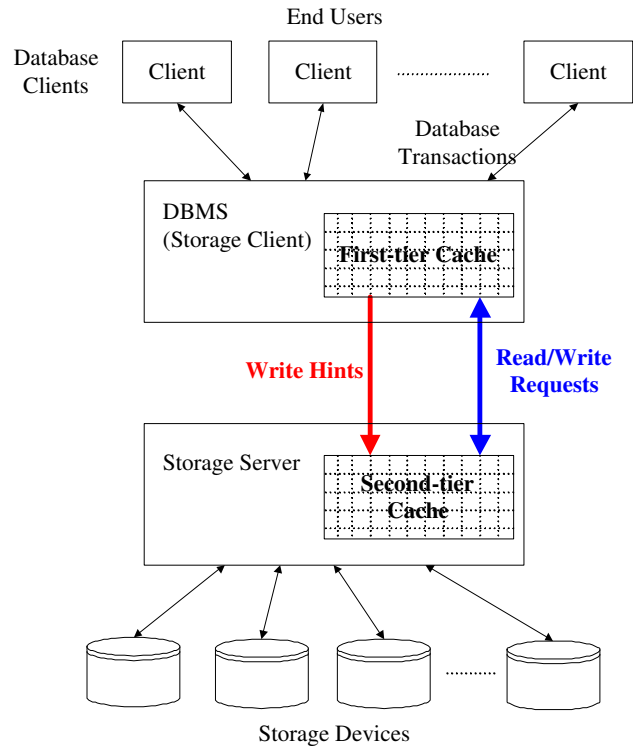 End Users
Database
Clients
Client
Client
Client
Database
Transactions
DBMS
(Storage Client)
First-tier Cache
Write Hints
Read/Write
Requests
Storage Server
Second-tier
Cache
Storage Devices